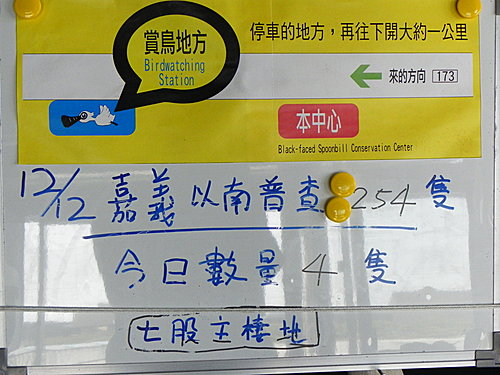 賞鳥地方
Birdwatching
Station
停車的地方，再往下開大約一公里
來的方向 173
本中心
Black-faced Spoonbill Conservation Center
12/12 嘉義以南普查 254 隻
今日數量 4 隻
七股主棲地